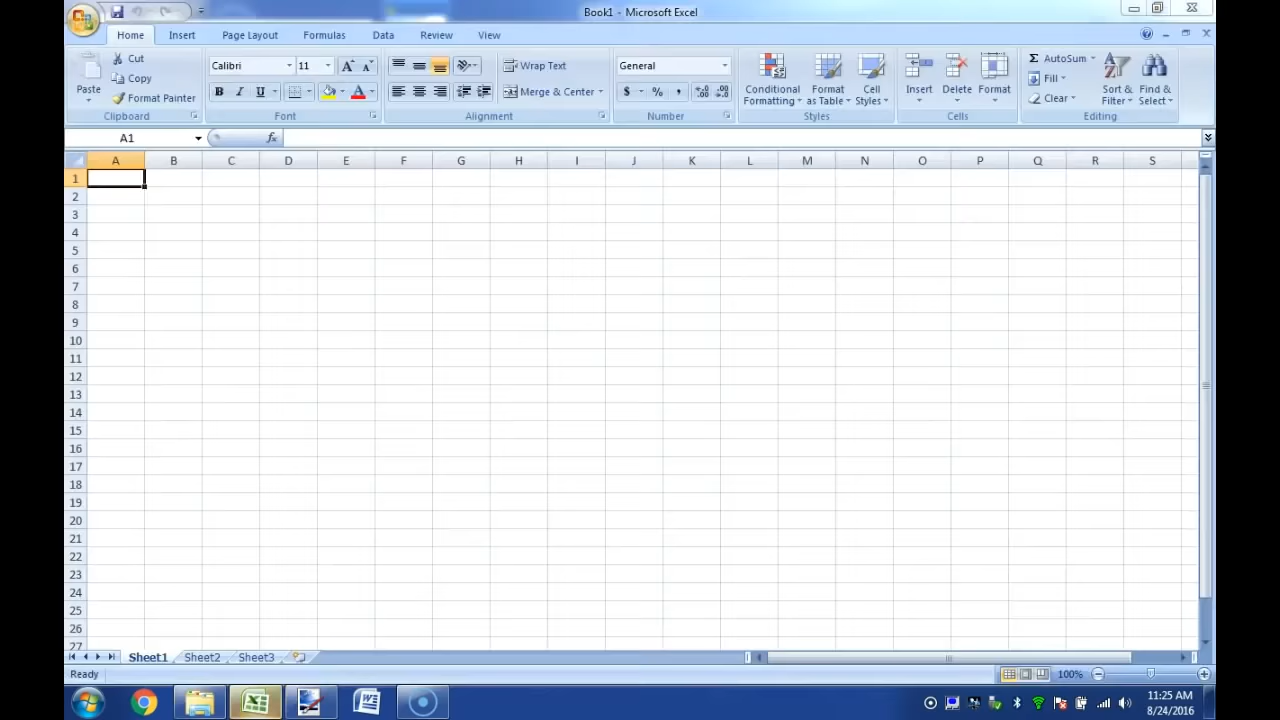 Book1 - Microsoft Excel
Home Insert Page Layout Formulas Data Review View
Paste
Cut
Copy
Format Painter
Clipboard
Calibri 11
B I U
Font
Wrap Text
Merge & Center
Alignment
General
$ % ,
Number
Conditional Formatting
Format as Table
Cell Styles
Styles
Insert
Delete
Format
Cells
Σ AutoSum
Fill
Clear
Sort & Filter
Find & Select
Editing
A1 fx
A B C D E F G H I J K L M N O P Q R S
1
2
3
4
5
6
7
8
9
10
11
12
13
14
15
16
17
18
19
20
21
22
23
24
25
26
27
Sheet1 Sheet2 Sheet3
Ready 100%
11:25 AM
8/24/2016